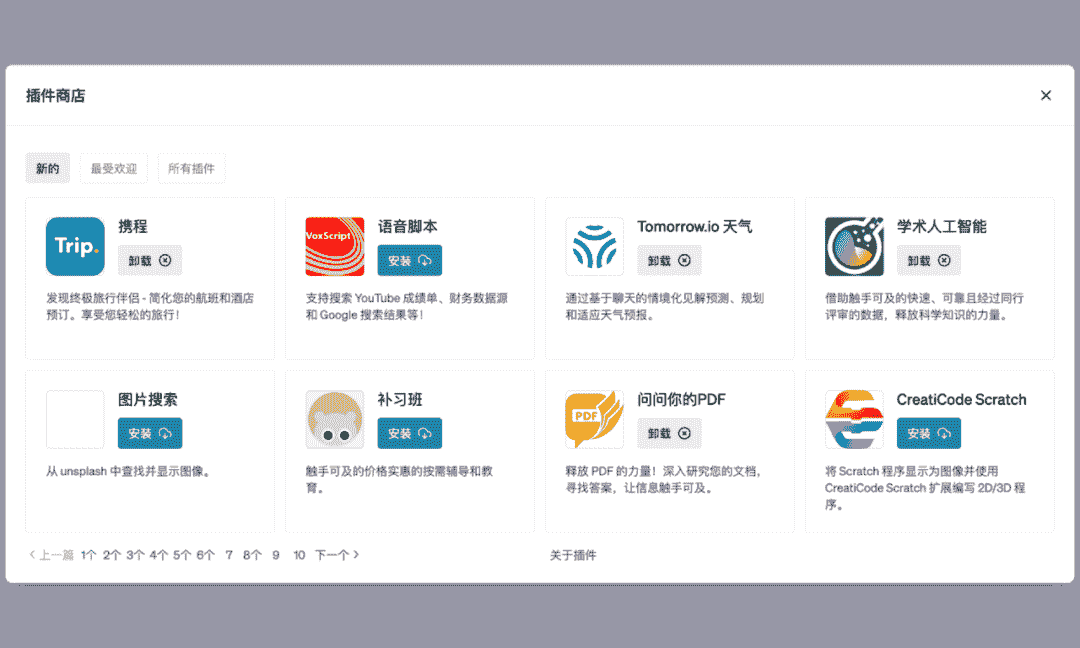 插件商店
新的 最受欢迎 所有插件
Trip.
携程
卸载
发现终极旅行伴侣 - 简化您的航班和酒店
预订。享受您轻松的旅行！
VoxScript
语音脚本
安装
支持搜索 YouTube 成绩单、财务数据源
和 Google 搜索结果等！
Tomorrow.io 天气
卸载
通过基于聊天的情境化见解预测、规划
和适应天气预报。
学术人工智能
卸载
借助触手可及的快速、可靠且经过同行
评审的数据，释放科学知识的力量。
图片搜索
安装
从 unsplash 中查找并显示图像。
补习班
安装
触手可及的价格实惠的按需辅导和教
育。
PDF
问问你的PDF
卸载
释放 PDF 的力量！深入研究您的文档，
寻找答案，让信息触手可及。
CreatiCode Scratch
安装
将 Scratch 程序显示为图像并使用
CreatiCode Scratch 扩展编写 2D/3D 程
序。
上一篇 1个 2个 3个 4个 5个 6个 7 8个 9 10 下一个
关于插件